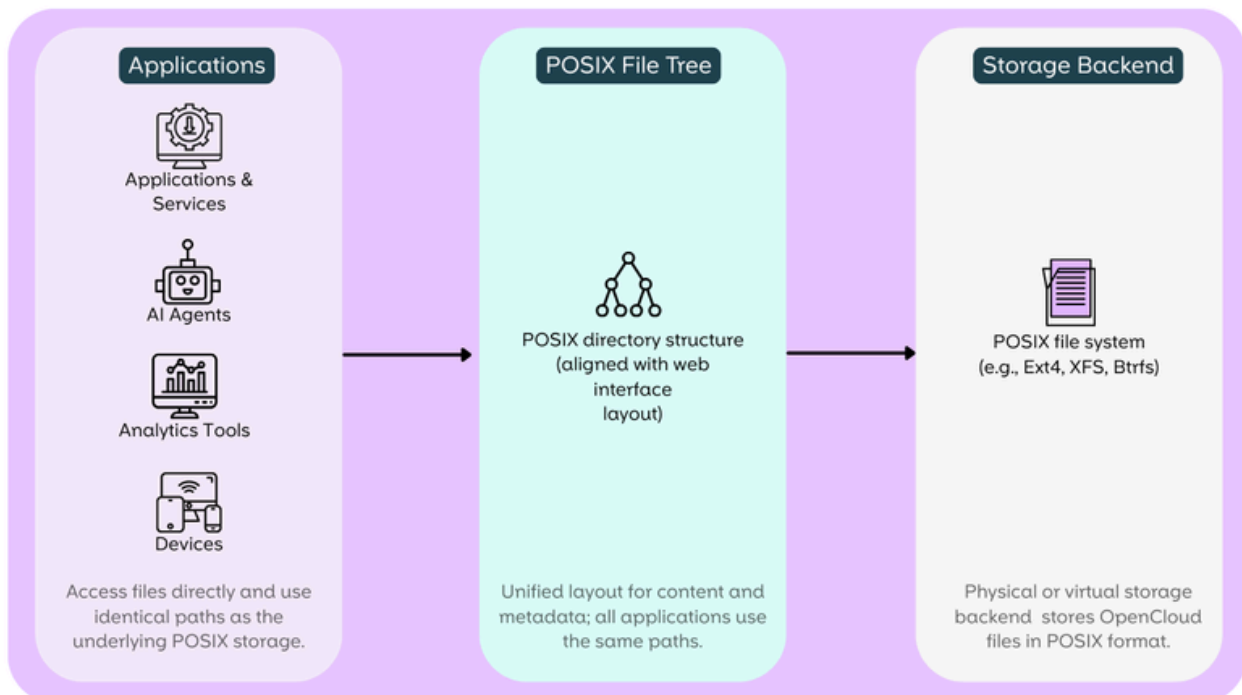 Applications
Applications &
Services
AI Agents
Analytics Tools
Devices
Access files directly and use
identical paths as the
underlying POSIX storage.
POSIX File Tree
POSIX directory structure
(aligned with web
interface
layout)
Unified layout for content and
metadata; all applications use
the same paths.
Storage Backend
POSIX file system
(e.g., Ext4, XFS, Btrfs)
Physical or virtual storage
backend stores OpenCloud
files in POSIX format.